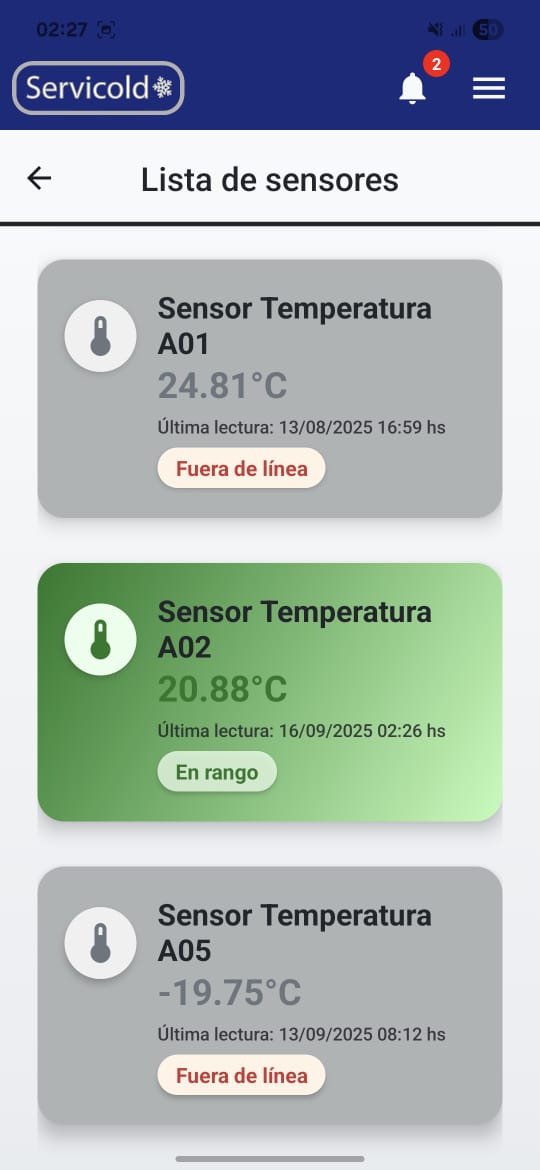 02:27
50
Servicold
2
Lista de sensores
Sensor Temperatura
A01
24.81°C
Última lectura: 13/08/2025 16:59 hs
Fuera de línea
Sensor Temperatura
A02
20.88°C
Última lectura: 16/09/2025 02:26 hs
En rango
Sensor Temperatura
A05
-19.75°C
Última lectura: 13/09/2025 08:12 hs
Fuera de línea